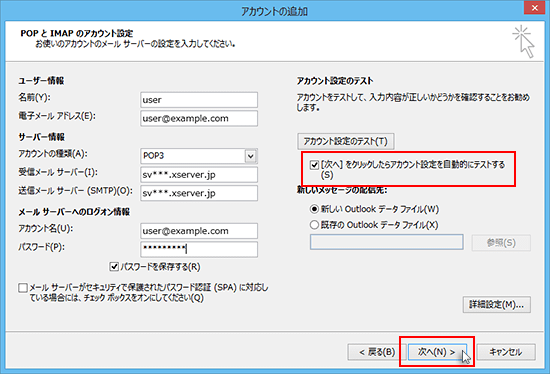 アカウントの追加
POP と IMAP のアカウント設定
お使いのアカウントのメール サーバーの設定を入力してください。
ユーザー情報
名前(Y):
user
電子メール アドレス(E):
user@example.com
サーバー情報
アカウントの種類(A):
POP3
受信メール サーバー(I):
sv***.xserver.jp
送信メール サーバー (SMTP)(O):
sv***.xserver.jp
メール サーバーへのログオン情報
アカウント名(U):
user@example.com
パスワード(P):
*********
パスワードを保存する(R)
メール サーバーがセキュリティで保護されたパスワード認証 (SPA) に対応
している場合には、チェック ボックスをオンにしてください(Q)
アカウント設定のテスト
アカウントをテストして、入力内容が正しいかどうかを確認することをお勧
めします。
アカウント設定のテスト(T)
[次へ] をクリックしたらアカウント設定を自動的にテストする
(S)
新しいメッセージの配信先:
新しい Outlook データ ファイル(W)
既存の Outlook データ ファイル(X)
参照(S)
詳細設定(M)...
< 戻る(B)
次へ(N) >
キャンセル